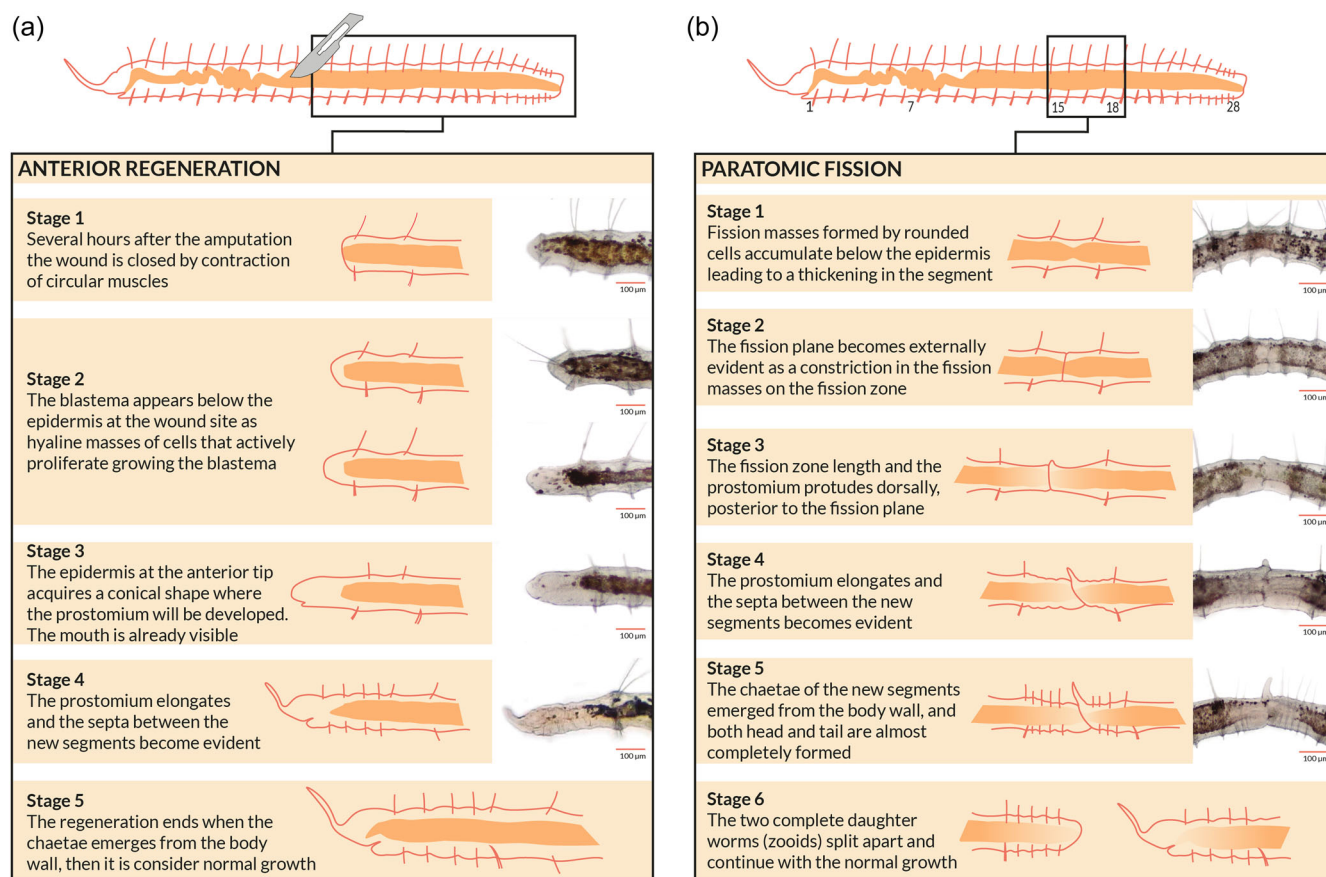 (a)
ANTERIOR REGENERATION
Stage 1
Several hours after the amputation
the wound is closed by contraction
of circular muscles
100 µm
Stage 2
The blastema appears below the
epidermis at the wound site as
hyaline masses of cells that actively
proliferate growing the blastema
100 µm
100 µm
Stage 3
The epidermis at the anterior tip
acquires a conical shape where
the prostomium will be developed.
The mouth is already visible
100 µm
Stage 4
The prostomium elongates
and the septa between the
new segments become evident
100 µm
Stage 5
The regeneration ends when the
chaetae emerges from the body
wall, then it is consider normal growth
(b)
1 7 15 18 28
PARATOMIC FISSION
Stage 1
Fission masses formed by rounded
cells accumulate below the epidermis
leading to a thickening in the segment
100 µm
Stage 2
The fission plane becomes externally
evident as a constriction in the fission
masses on the fission zone
100 µm
Stage 3
The fission zone length and the
prostomium protudes dorsally,
posterior to the fission plane
100 µm
Stage 4
The prostomium elongates and
the septa between the new
segments becomes evident
100 µm
Stage 5
The chaetae of the new segments
emerged from the body wall, and
both head and tail are almost
completely formed
100 µm
Stage 6
The two complete daughter
worms (zooids) split apart and
continue with the normal growth